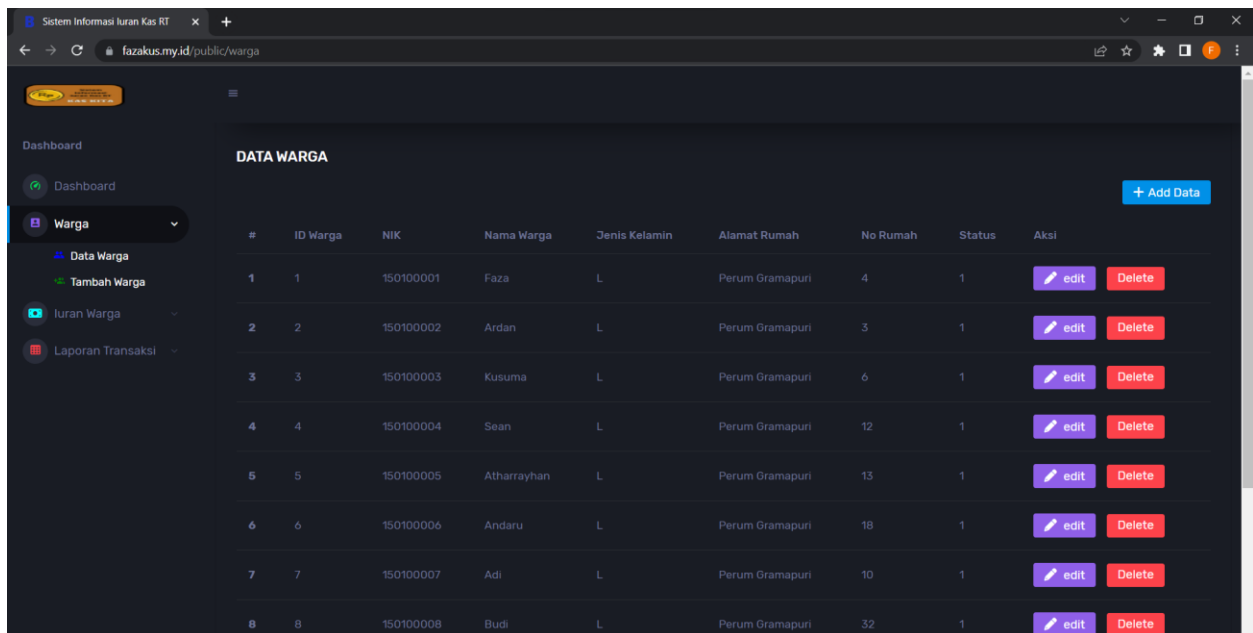 Sistem Informasi Iuran Kas RT
fazakus.my.id/public/warga
F
KAS KITA
Dashboard
Dashboard
Warga
Data Warga
Tambah Warga
Iuran Warga
Laporan Transaksi
DATA WARGA
+ Add Data
# ID Warga NIK Nama Warga Jenis Kelamin Alamat Rumah No Rumah Status Aksi
1 1 150100001 Faza L Perum Gramapuri 4 1 edit Delete
2 2 150100002 Ardan L Perum Gramapuri 3 1 edit Delete
3 3 150100003 Kusuma L Perum Gramapuri 6 1 edit Delete
4 4 150100004 Sean L Perum Gramapuri 12 1 edit Delete
5 5 150100005 Atharrayhan L Perum Gramapuri 13 1 edit Delete
6 6 150100006 Andaru L Perum Gramapuri 18 1 edit Delete
7 7 150100007 Adi L Perum Gramapuri 10 1 edit Delete
8 8 150100008 Budi L Perum Gramapuri 32 1 edit Delete